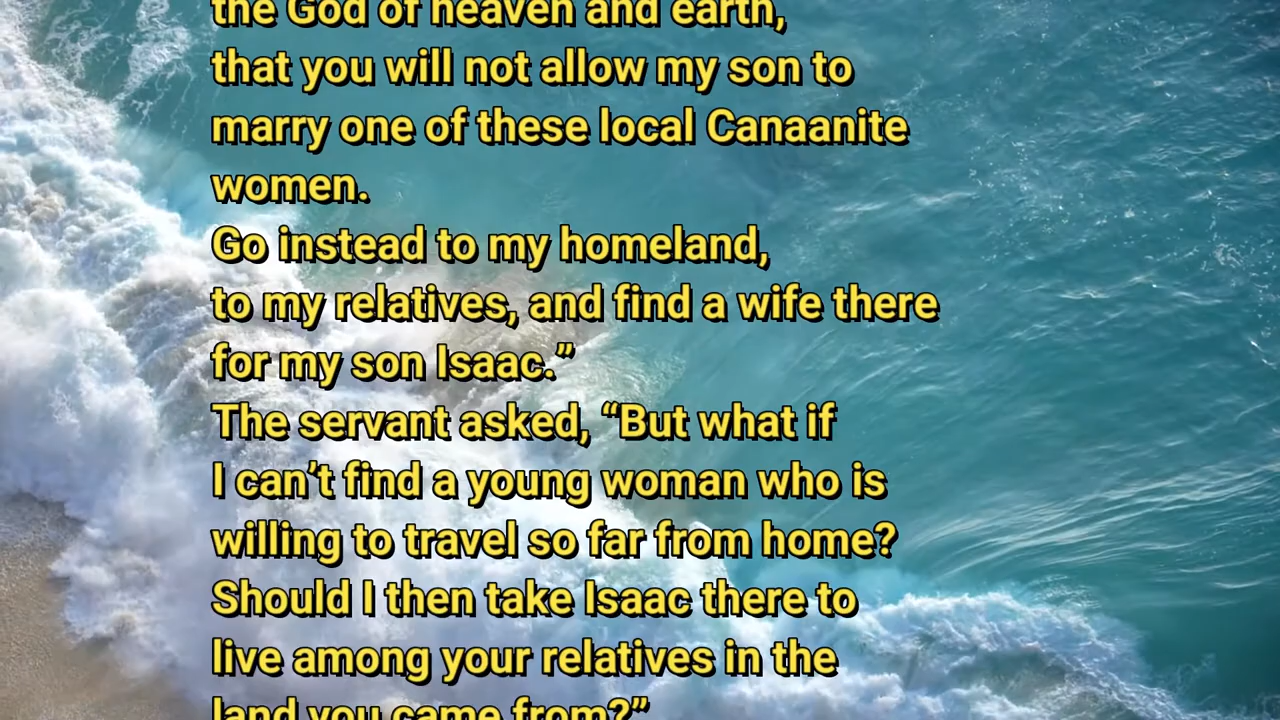 the God of heaven and earth,
that you will not allow my son to
marry one of these local Canaanite
women.
Go instead to my homeland,
to my relatives, and find a wife there
for my son Isaac.”
The servant asked, “But what if
I can’t find a young woman who is
willing to travel so far from home?
Should I then take Isaac there to
live among your relatives in the
land you came from?”